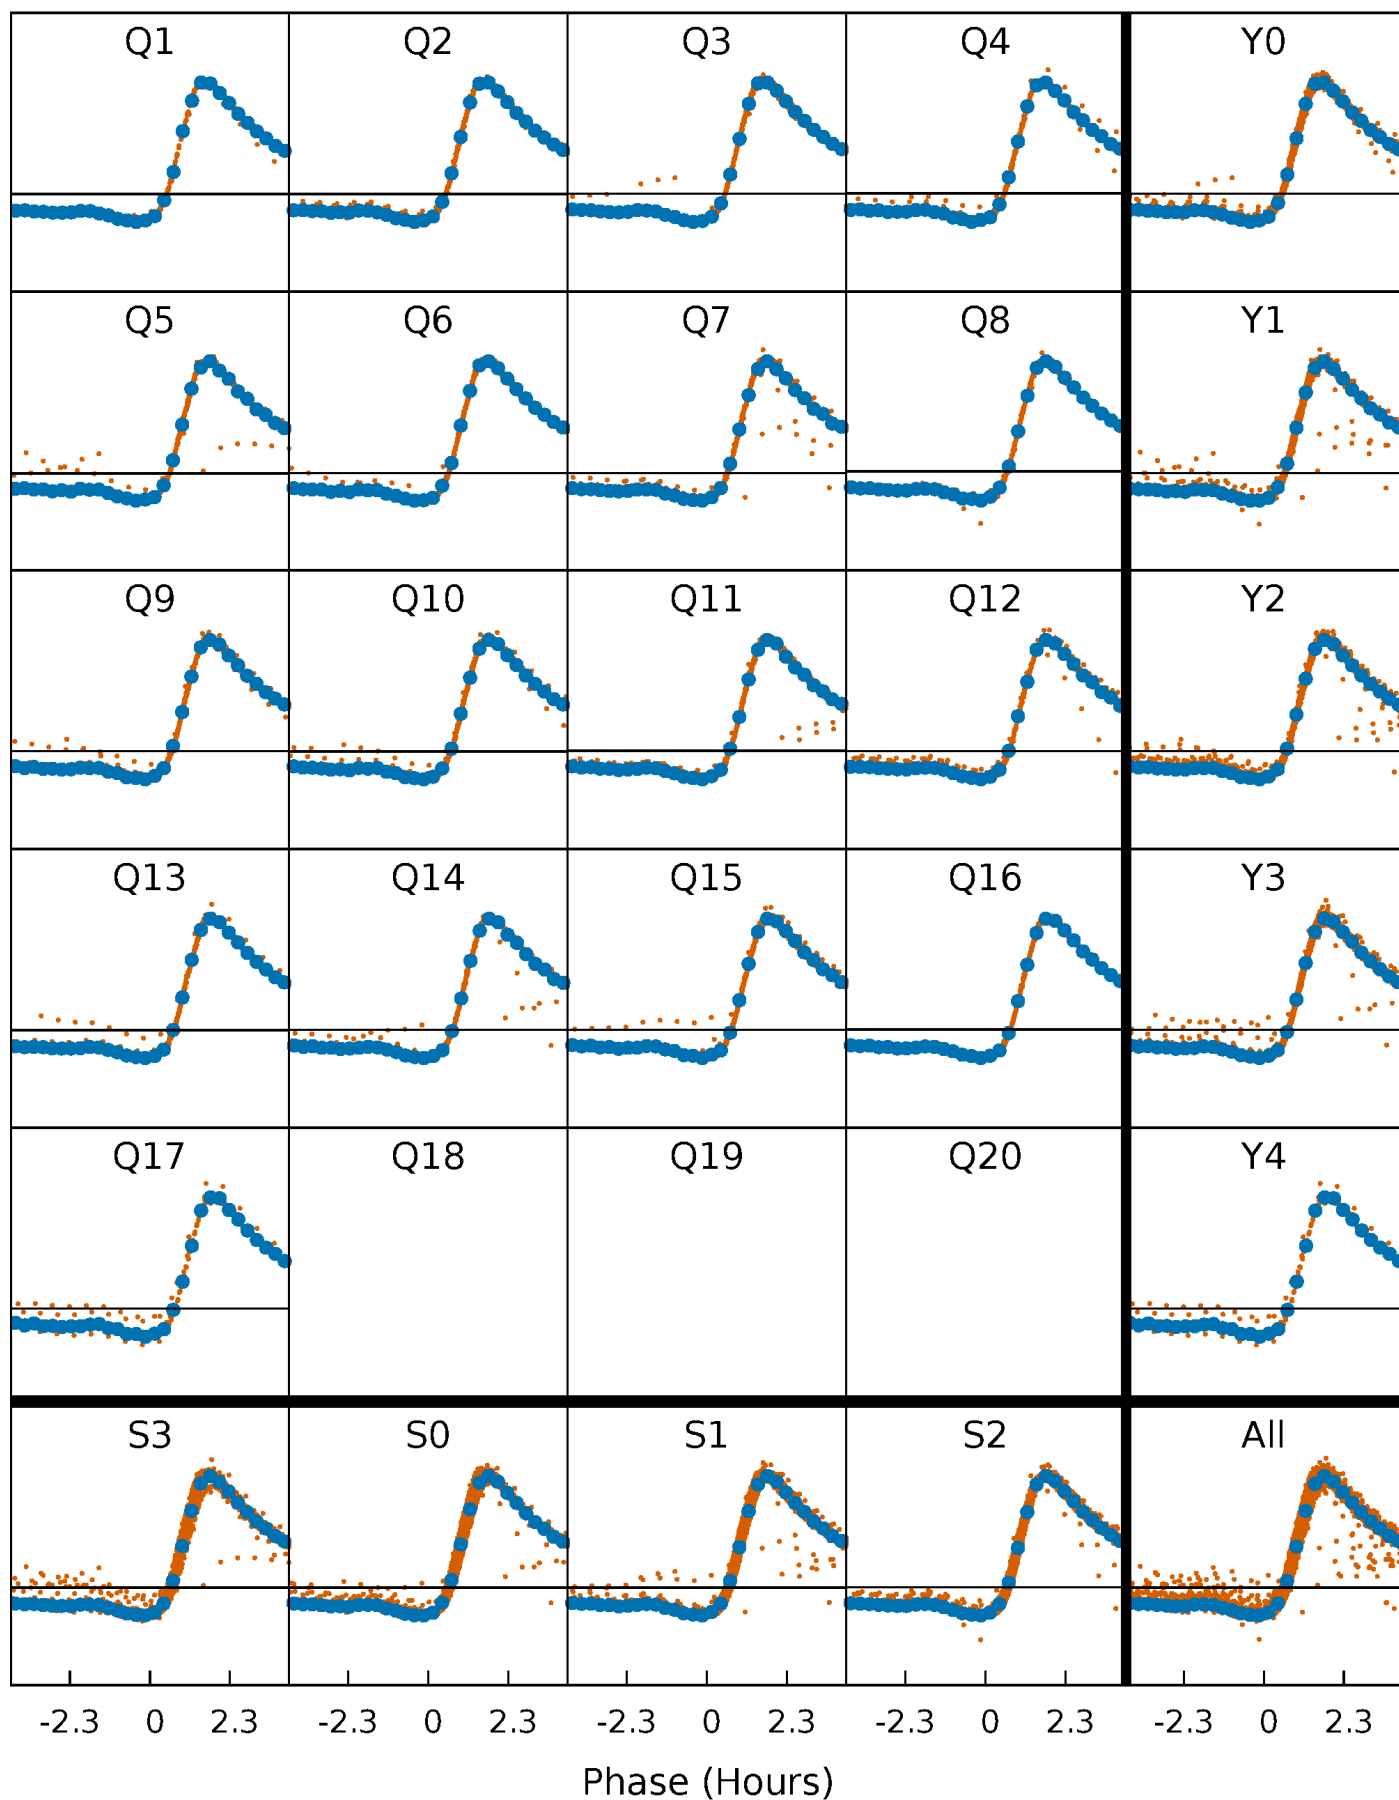 Q1 Q2 Q3 Q4 Y0
Q5 Q6 Q7 Q8 Y1
Q9 Q10 Q11 Q12 Y2
Q13 Q14 Q15 Q16 Y3
Q17 Q18 Q19 Q20 Y4
S3 S0 S1 S2 All
-2.3 0 2.3 -2.3 0 2.3 -2.3 0 2.3 -2.3 0 2.3 -2.3 0 2.3
Phase (Hours)